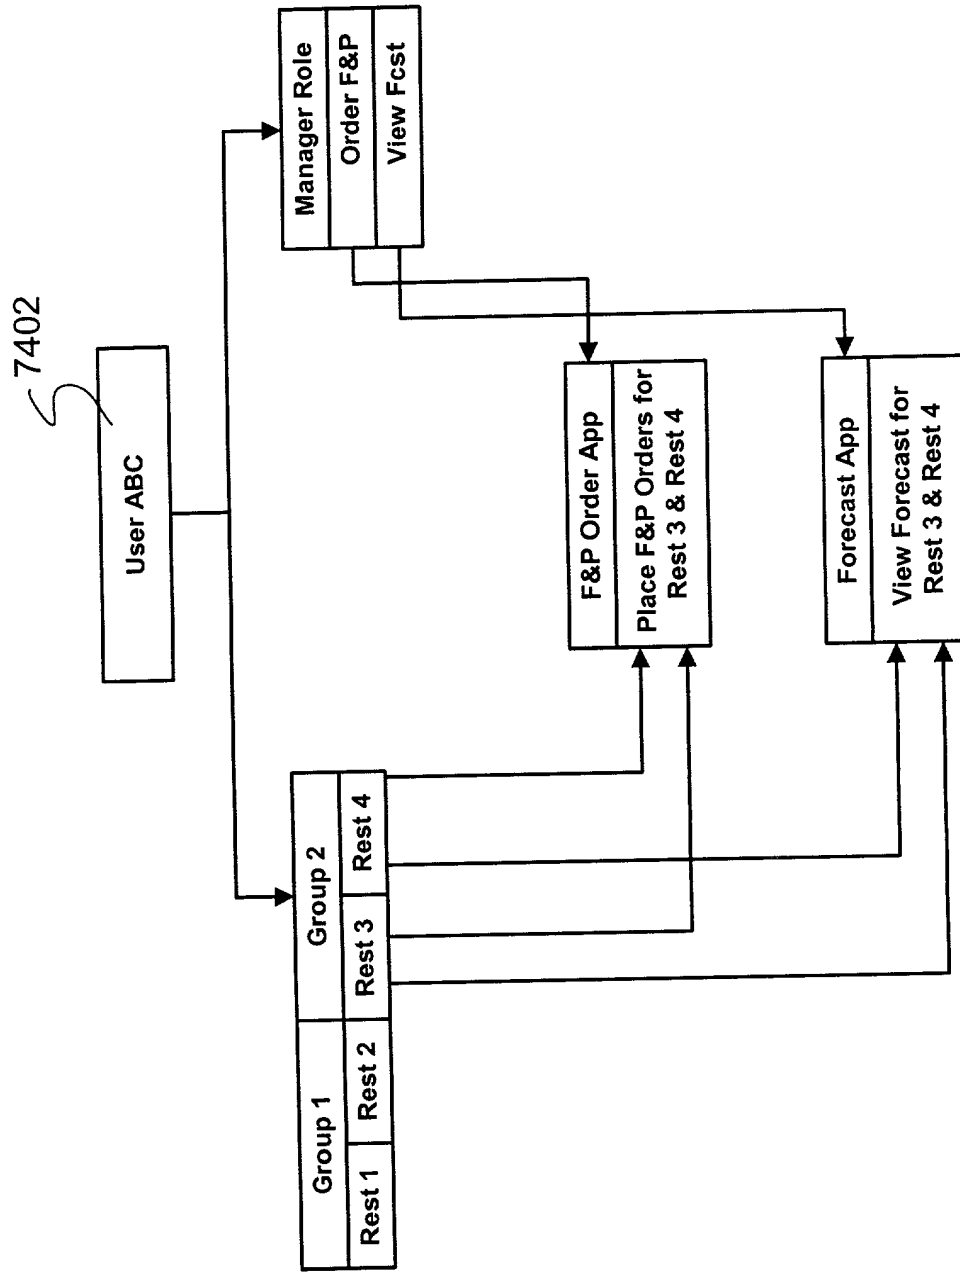 7402
User ABC
Group 1
Group 2
Rest 1
Rest 2
Rest 3
Rest 4
Manager Role
Order F&P
View Fcst
F&P Order App
Place F&P Orders for
Rest 3 & Rest 4
Forecast App
View Forecast for
Rest 3 & Rest 4